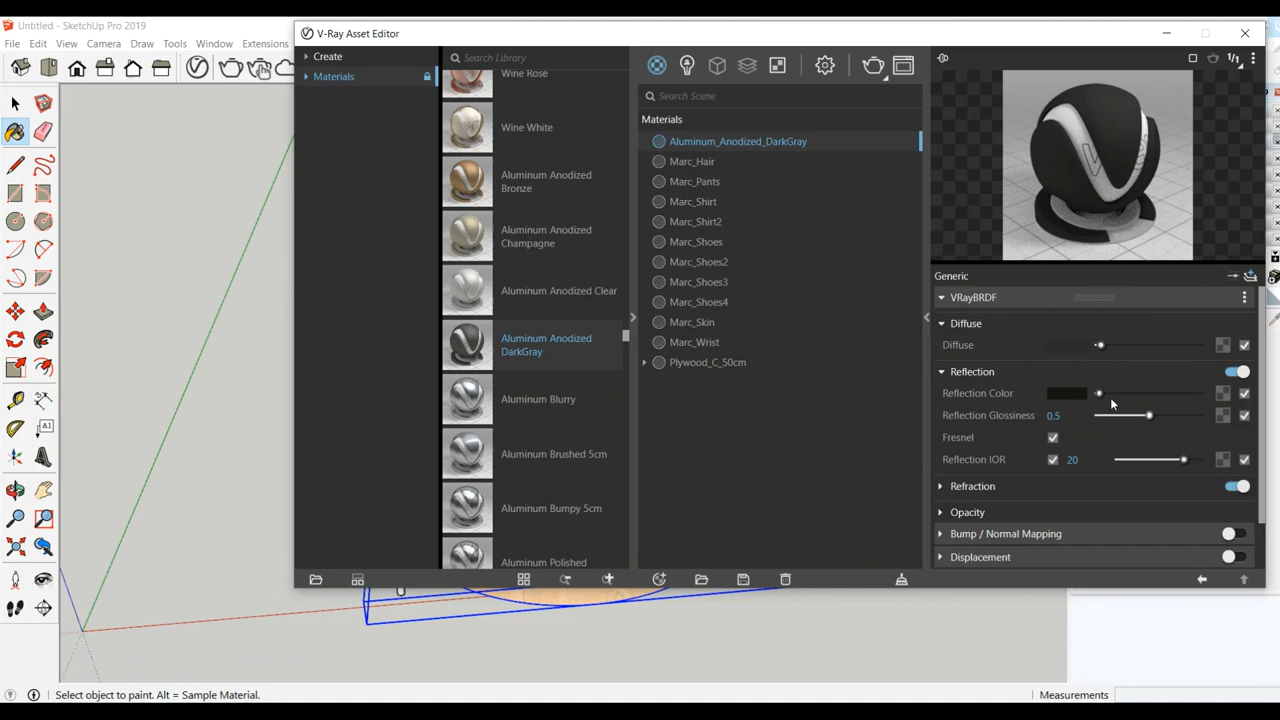 Untitled - SketchUp Pro 2019
File Edit View Camera Draw Tools Window Extensions
V-Ray Asset Editor
Create
Materials
Search Library
Wine Rose
Wine White
Aluminum Anodized
Bronze
Aluminum Anodized
Champagne
Aluminum Anodized Clear
Aluminum Anodized
DarkGray
Aluminum Blurry
Aluminum Brushed 5cm
Aluminum Bumpy 5cm
Aluminum Polished
Search Scene
Materials
Aluminum_Anodized_DarkGray
Marc_Hair
Marc_Pants
Marc_Shirt
Marc_Shirt2
Marc_Shoes
Marc_Shoes2
Marc_Shoes3
Marc_Shoes4
Marc_Skin
Marc_Wrist
Plywood_C_50cm
1/1
Generic
VRayBRDF
Diffuse
Diffuse
Reflection
Reflection Color
Reflection Glossiness 0.5
Fresnel
Reflection IOR 20
Refraction
Opacity
Bump / Normal Mapping
Displacement
A1
Select object to paint. Alt = Sample Material.
Measurements